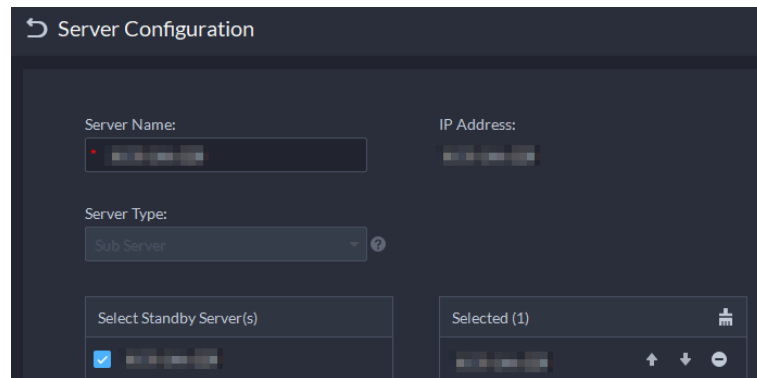 Server Configuration
Server Name:
IP Address:
*
Server Type:
Sub Server
Select Standby Server(s)
Selected (1)